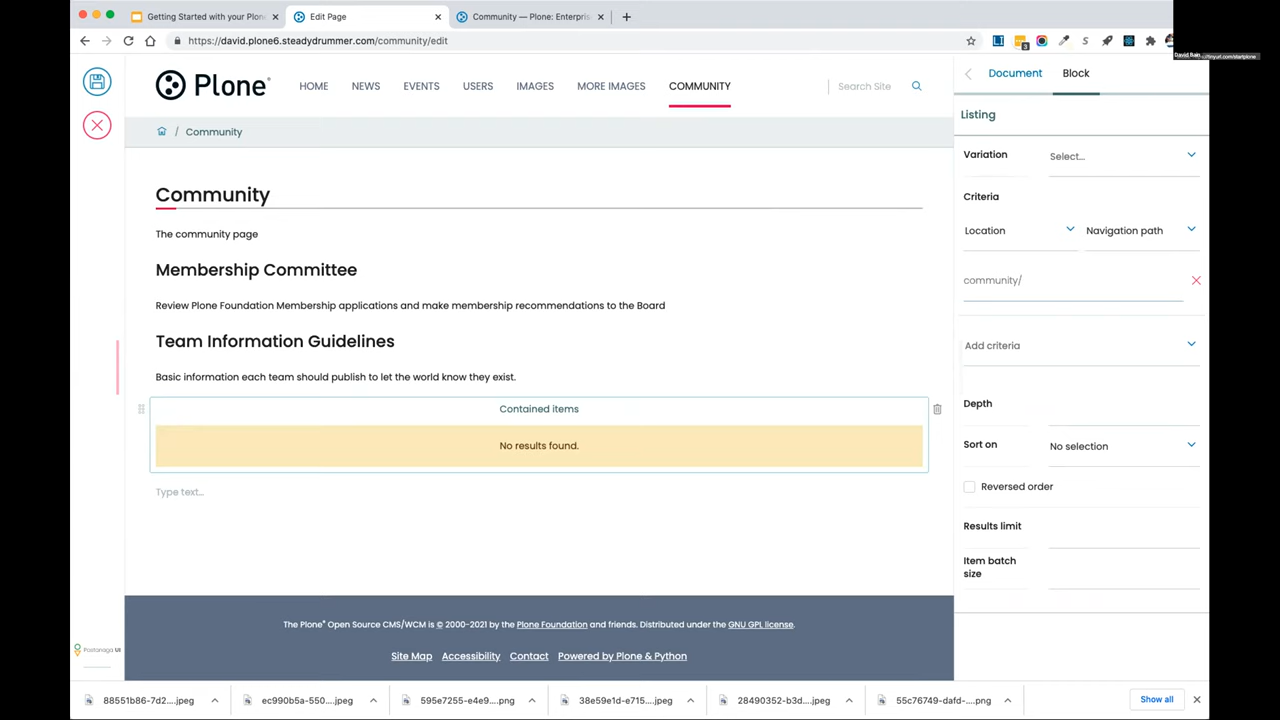 Getting Started with your Plon
Edit Page
Community — Plone: Enterpris
https://david.plone6.steadydrummer.com/community/edit
3
David Bain
Plone®
HOME
NEWS
EVENTS
USERS
IMAGES
MORE IMAGES
COMMUNITY
Search Site
/ Community
Community
The community page
Membership Committee
Review Plone Foundation Membership applications and make membership recommendations to the Board
Team Information Guidelines
Basic information each team should publish to let the world know they exist.
Contained items
No results found.
Type text...
The Plone® Open Source CMS/WCM is © 2000-2021 by the Plone Foundation and friends. Distributed under the GNU GPL license.
Site Map
Accessibility
Contact
Powered by Plone & Python
Pastanaga UI
Document
Block
Listing
Variation
Select...
Criteria
Location
Navigation path
community/
Add criteria
Depth
Sort on
No selection
Reversed order
Results limit
Item batch
size
88551b86-7d2....jpeg
ec990b5a-550....jpeg
595e7255-e4e9....png
38e59e1d-e715....jpeg
28490352-b3d....jpeg
55c76749-dafd-....png
Show all